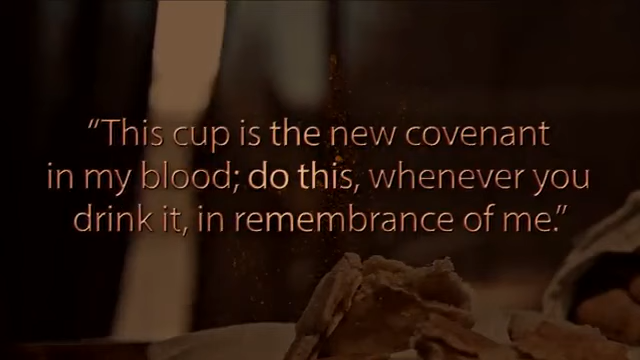 “This cup is the new covenant
in my blood; do this, whenever you
drink it, in remembrance of me.”